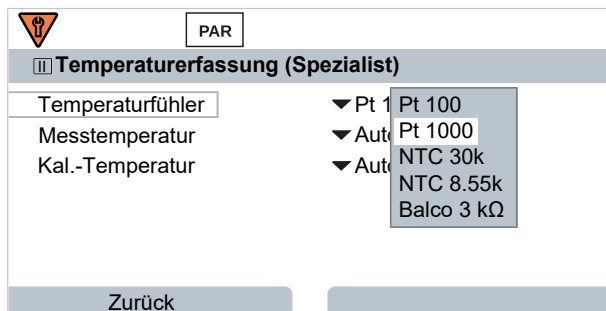 PAR
II Temperaturerfassung (Spezialist)
Temperaturfühler Pt 1 Pt 100
Messtemperatur Aut Pt 1000
Kal.-Temperatur Aut NTC 30k
NTC 8.55k
Balco 3 kΩ
Zurück